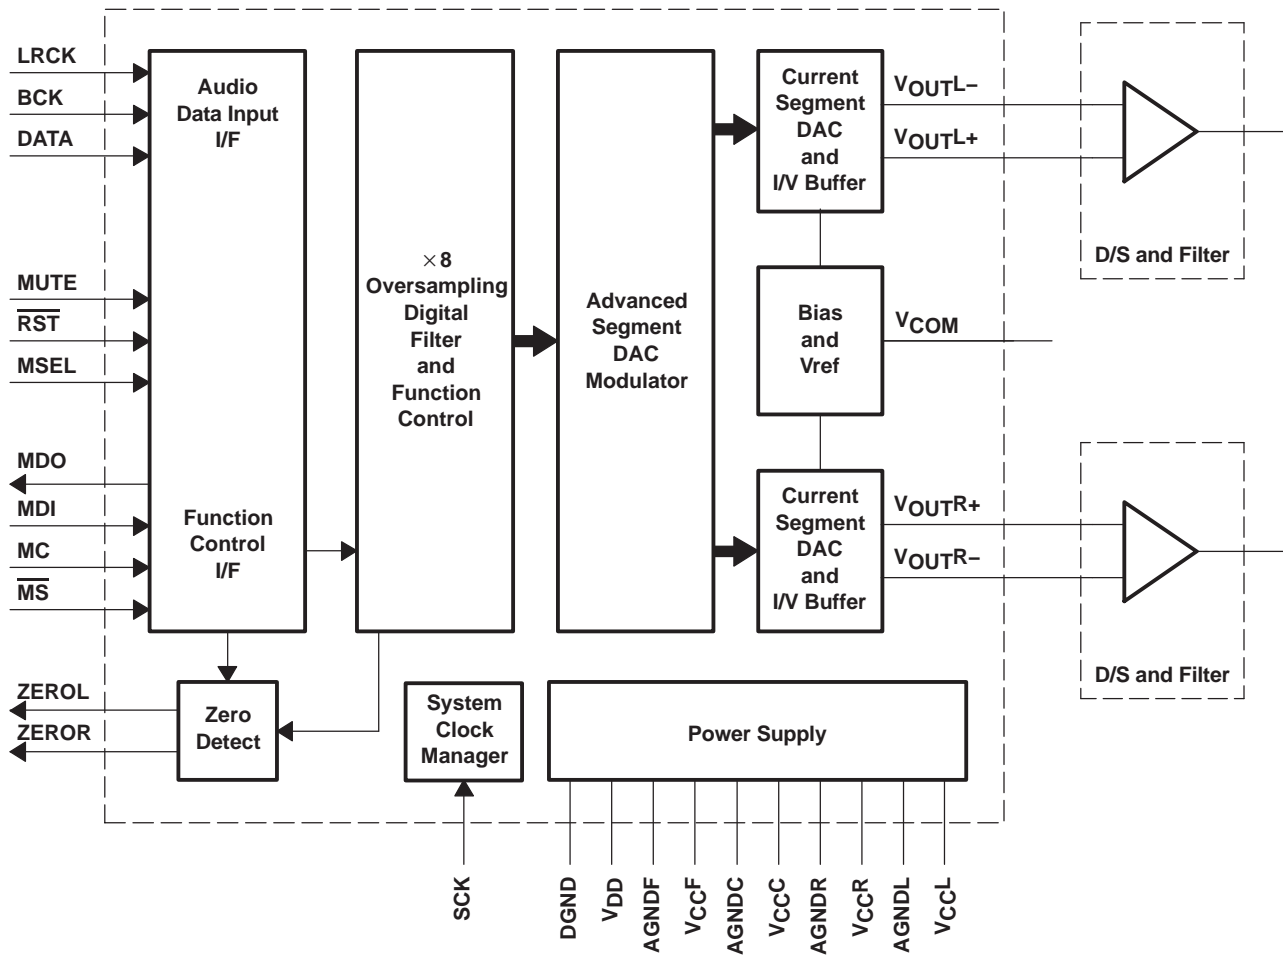 LRCK
BCK
DATA
MUTE
RST
MSEL
MDO
MDI
MC
MS
ZEROL
ZEROR
Audio
Data Input
I/F
Function
Control
I/F
×8
Oversampling
Digital
Filter
and
Function
Control
Advanced
Segment
DAC
Modulator
Current
Segment
DAC
and
I/V Buffer
Bias
and
Vref
Current
Segment
DAC
and
I/V Buffer
VOUTL–
VOUTL+
VCOM
VOUTR+
VOUTR–
D/S and Filter
D/S and Filter
Zero
Detect
System
Clock
Manager
Power Supply
SCK
DGND
VDD
AGNDF
VCCF
AGNDC
VCCC
AGNDR
VCCR
AGNDL
VCCL